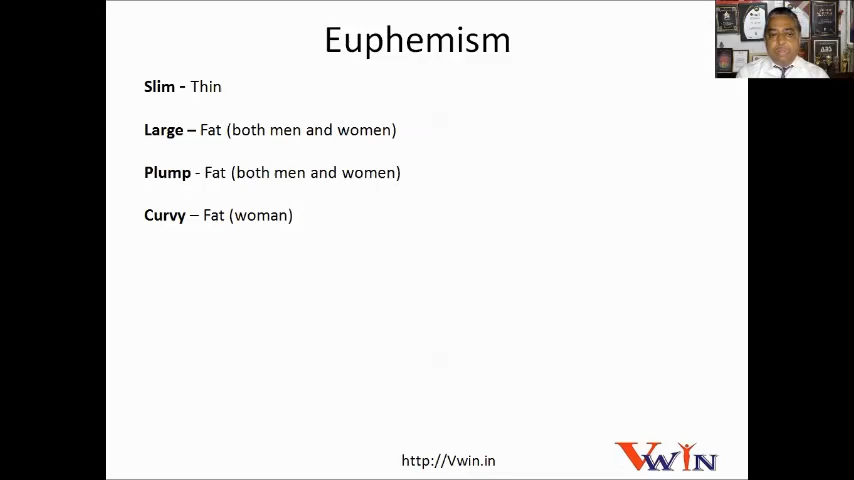 Euphemism
Slim - Thin
Large – Fat (both men and women)
Plump - Fat (both men and women)
Curvy – Fat (woman)
http://Vwin.in
VWIN